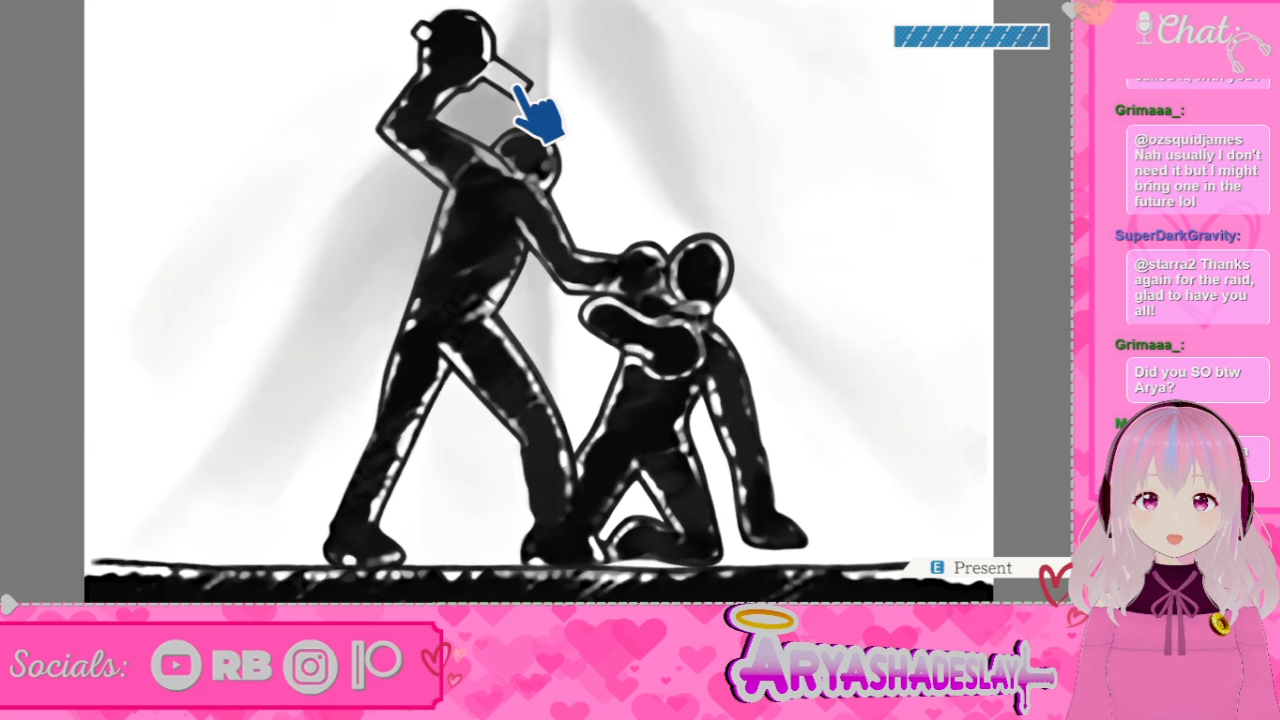 Chat:
Grimaaa_:
@ozsquidjames
Nah usually I don't
need it but I might
bring one in the
future lol
SuperDarkGravity:
@starra2 Thanks
again for the raid,
glad to have you
all!
Grimaaa_:
Did you SO btw
Arya?
E Present
Socials:
RB
ARYASHADESLAY